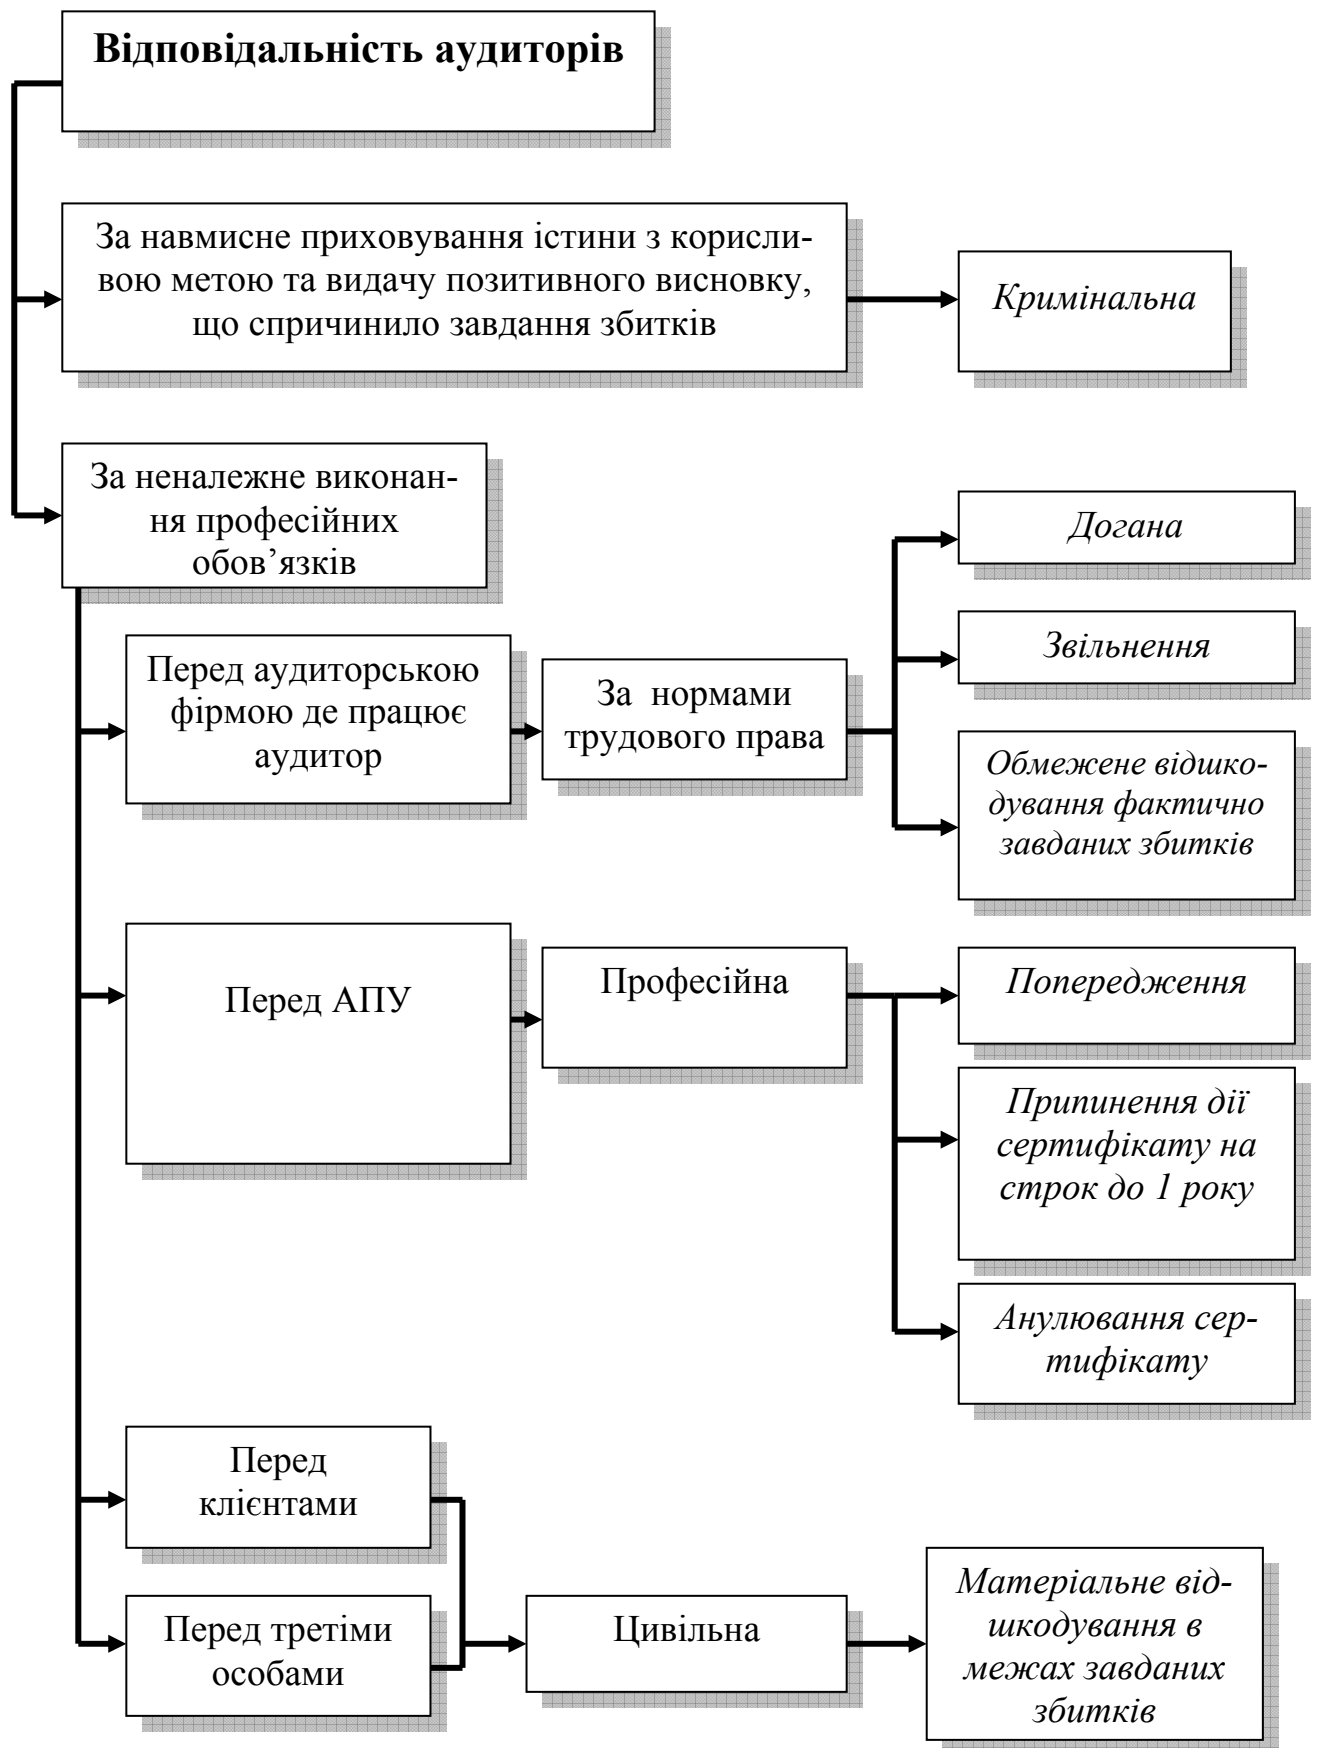 Відповідальність аудиторів
За навмисне приховування істини з корисли-
вою метою та видачу позитивного висновку,
що спричинило завдання збитків
Кримінальна
За неналежне виконан-
ня професійних
обов’язків
Догана
Звільнення
Перед аудиторською
фірмою де працює
аудитор
За нормами
трудового права
Обмежене відшко-
дування фактично
завданих збитків
Перед АПУ
Професійна
Попередження
Припинення дії
сертифікату на
строк до 1 року
Анулювання сер-
тифікату
Перед
клієнтами
Перед третіми
особами
Цивільна
Матеріальне від-
шкодування в
межах завданих
збитків